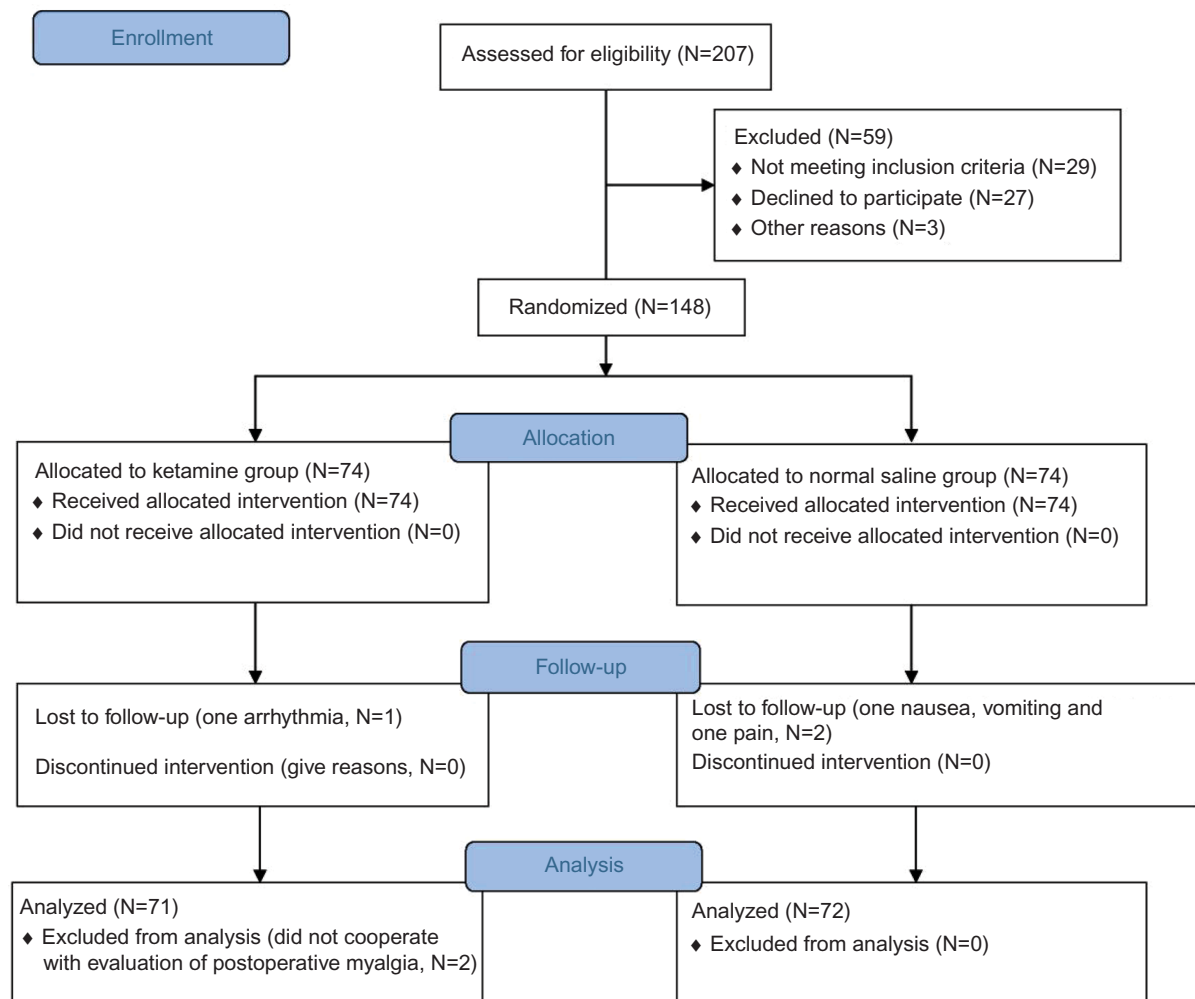 Enrollment
Assessed for eligibility (N=207)
Excluded (N=59)
♦ Not meeting inclusion criteria (N=29)
♦ Declined to participate (N=27)
♦ Other reasons (N=3)
Randomized (N=148)
Allocation
Allocated to ketamine group (N=74)
♦ Received allocated intervention (N=74)
♦ Did not receive allocated intervention (N=0)
Allocated to normal saline group (N=74)
♦ Received allocated intervention (N=74)
♦ Did not receive allocated intervention (N=0)
Follow-up
Lost to follow-up (one arrhythmia, N=1)
Discontinued intervention (give reasons, N=0)
Lost to follow-up (one nausea, vomiting and
one pain, N=2)
Discontinued intervention (N=0)
Analysis
Analyzed (N=71)
♦ Excluded from analysis (did not cooperate
with evaluation of postoperative myalgia, N=2)
Analyzed (N=72)
♦ Excluded from analysis (N=0)